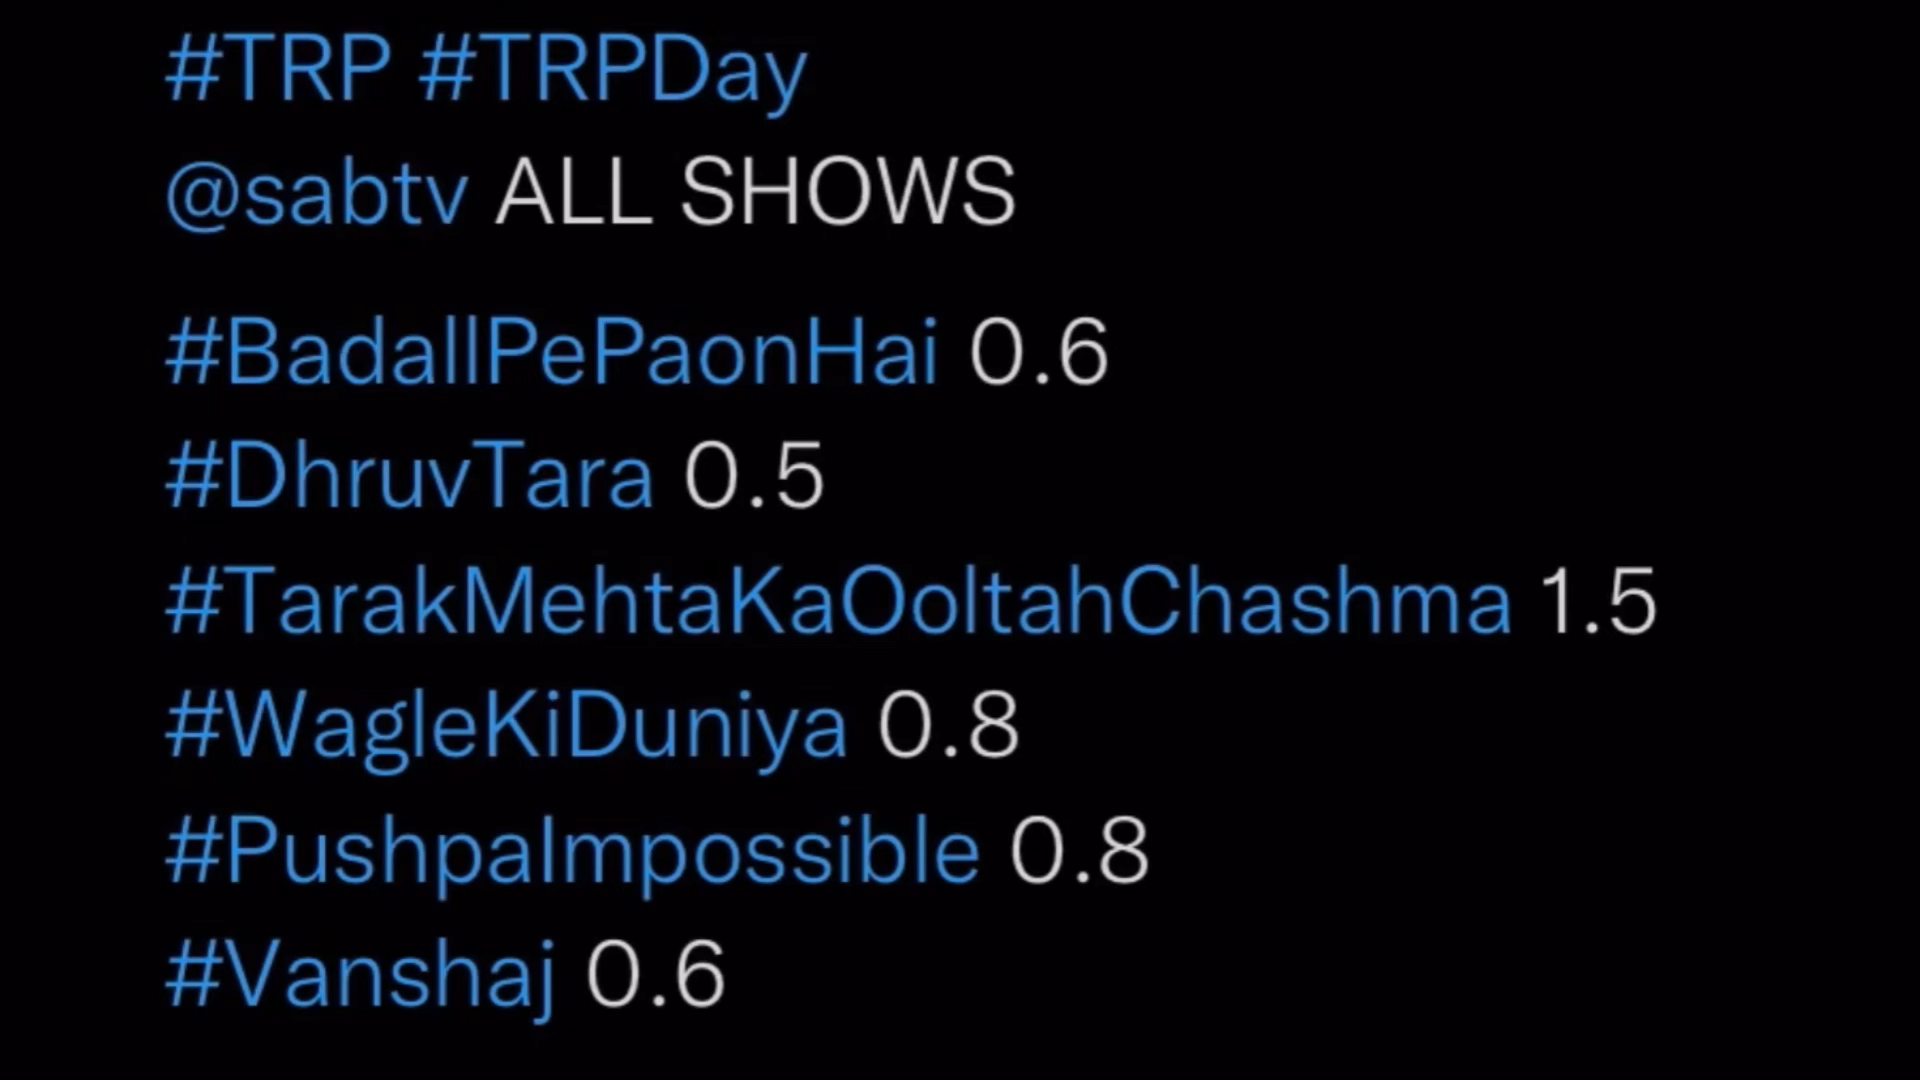 #TRP #TRPDay
@sabtv ALL SHOWS
#BadallPePaonHai 0.6
#DhruvTara 0.5
#TarakMehtaKaOoltahChashma 1.5
#WagleKiDuniya 0.8
#PushpaImpossible 0.8
#Vanshaj 0.6